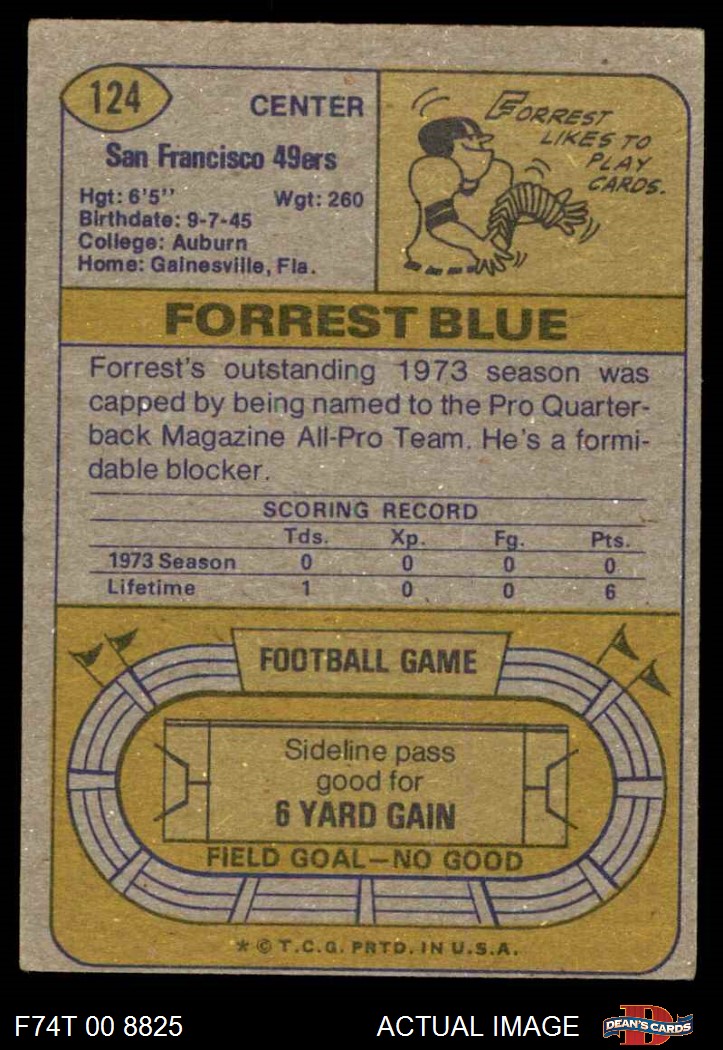 124
CENTER
San Francisco 49ers
Hgt: 6'5" Wgt: 260
Birthdate: 9-7-45
College: Auburn
Home: Gainesville, Fla.
FORREST
LIKES TO
PLAY
CARDS.
FORREST BLUE
Forrest's outstanding 1973 season was
capped by being named to the Pro Quarter-
back Magazine All-Pro Team. He's a formi-
dable blocker.
SCORING RECORD
Tds. Xp. Fg. Pts.
1973 Season 0 0 0 0
Lifetime 1 0 0 6
FOOTBALL GAME
Sideline pass
good for
6 YARD GAIN
FIELD GOAL—NO GOOD
* © T.C.G. PRTD. IN U.S.A.
F74T 00 8825 ACTUAL IMAGE
D
DEAN'S CARDS